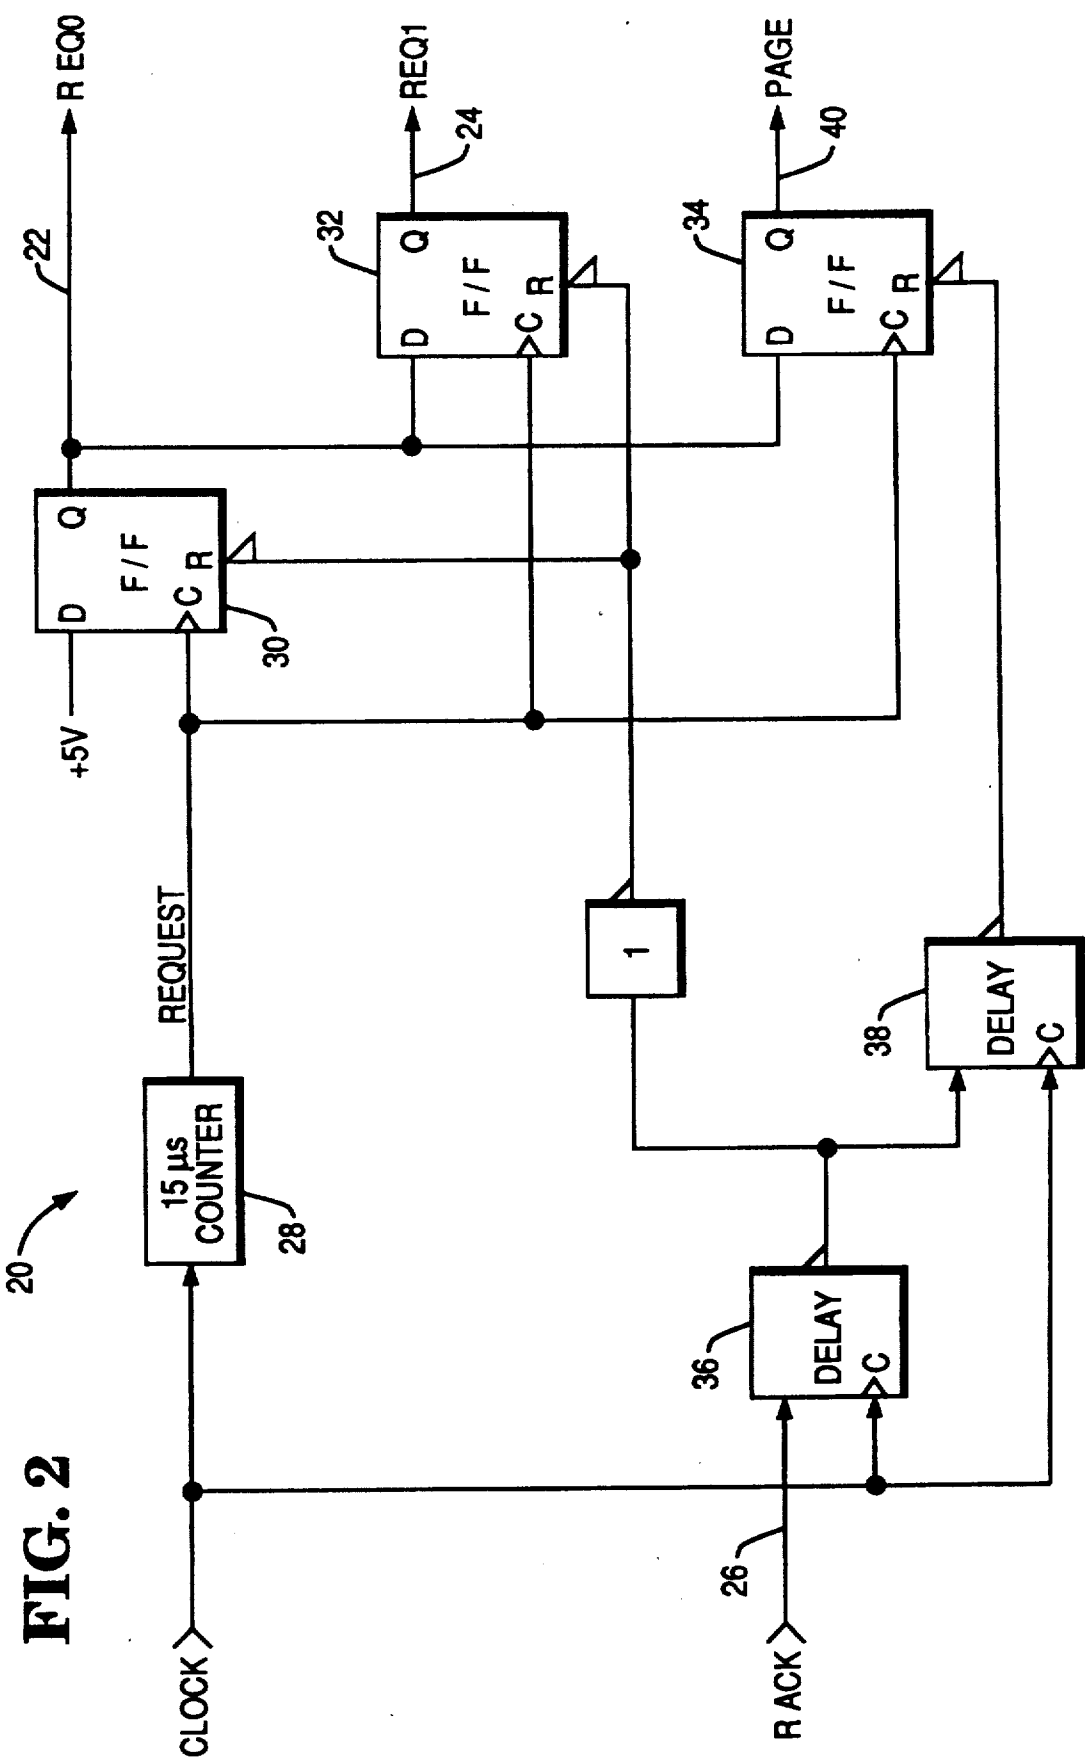 FIG. 2
20
CLOCK
15 µs
COUNTER
28
REQUEST
+5V
D
Q
F/F
C
R
30
22
R EQ0
D
Q
F/F
C
R
32
REQ1
24
D
Q
F/F
C
R
34
PAGE
40
1
R ACK
26
36
DELAY
C
38
DELAY
C